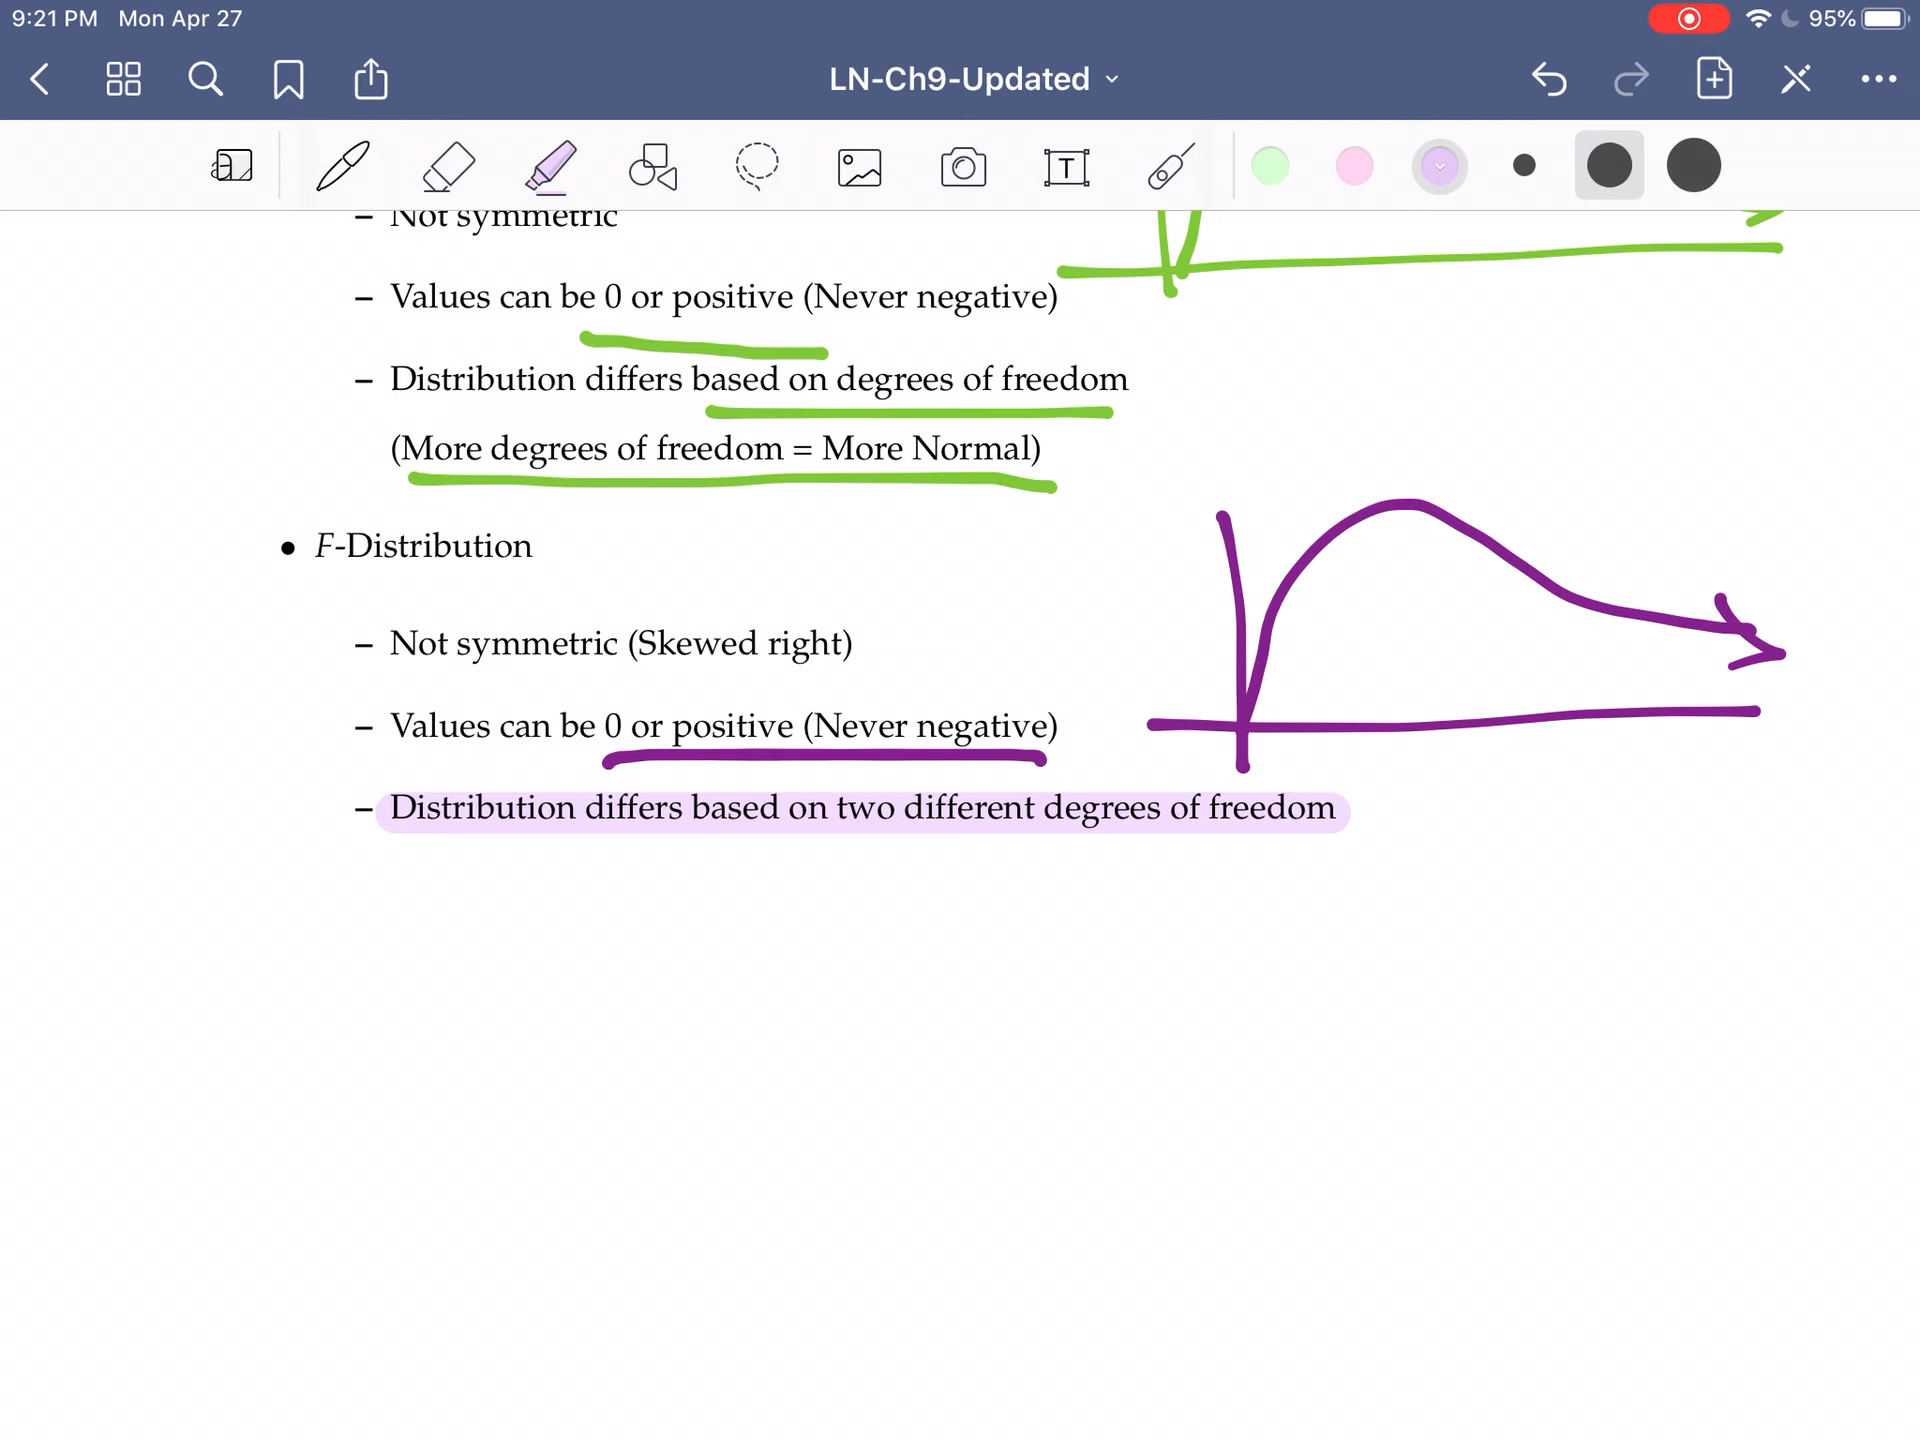 9:21 PM Mon Apr 27
95%
LN-Ch9-Updated
T
– Not symmetric
– Values can be 0 or positive (Never negative)
– Distribution differs based on degrees of freedom
(More degrees of freedom = More Normal)
• F-Distribution
– Not symmetric (Skewed right)
– Values can be 0 or positive (Never negative)
– Distribution differs based on two different degrees of freedom